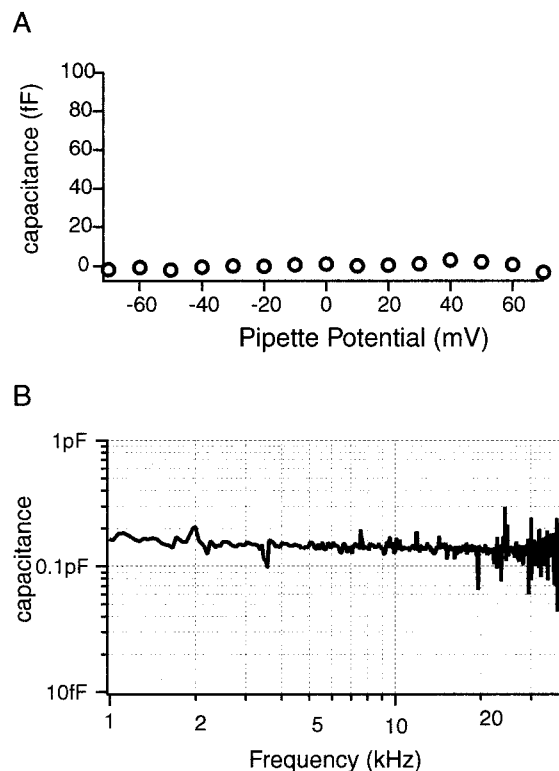 A
100
80
60
40
20
0
capacitance (fF)
-60 -40 -20 0 20 40 60
Pipette Potential (mV)
B
1pF
0.1pF
10fF
capacitance
1 2 5 10 20
Frequency (kHz)